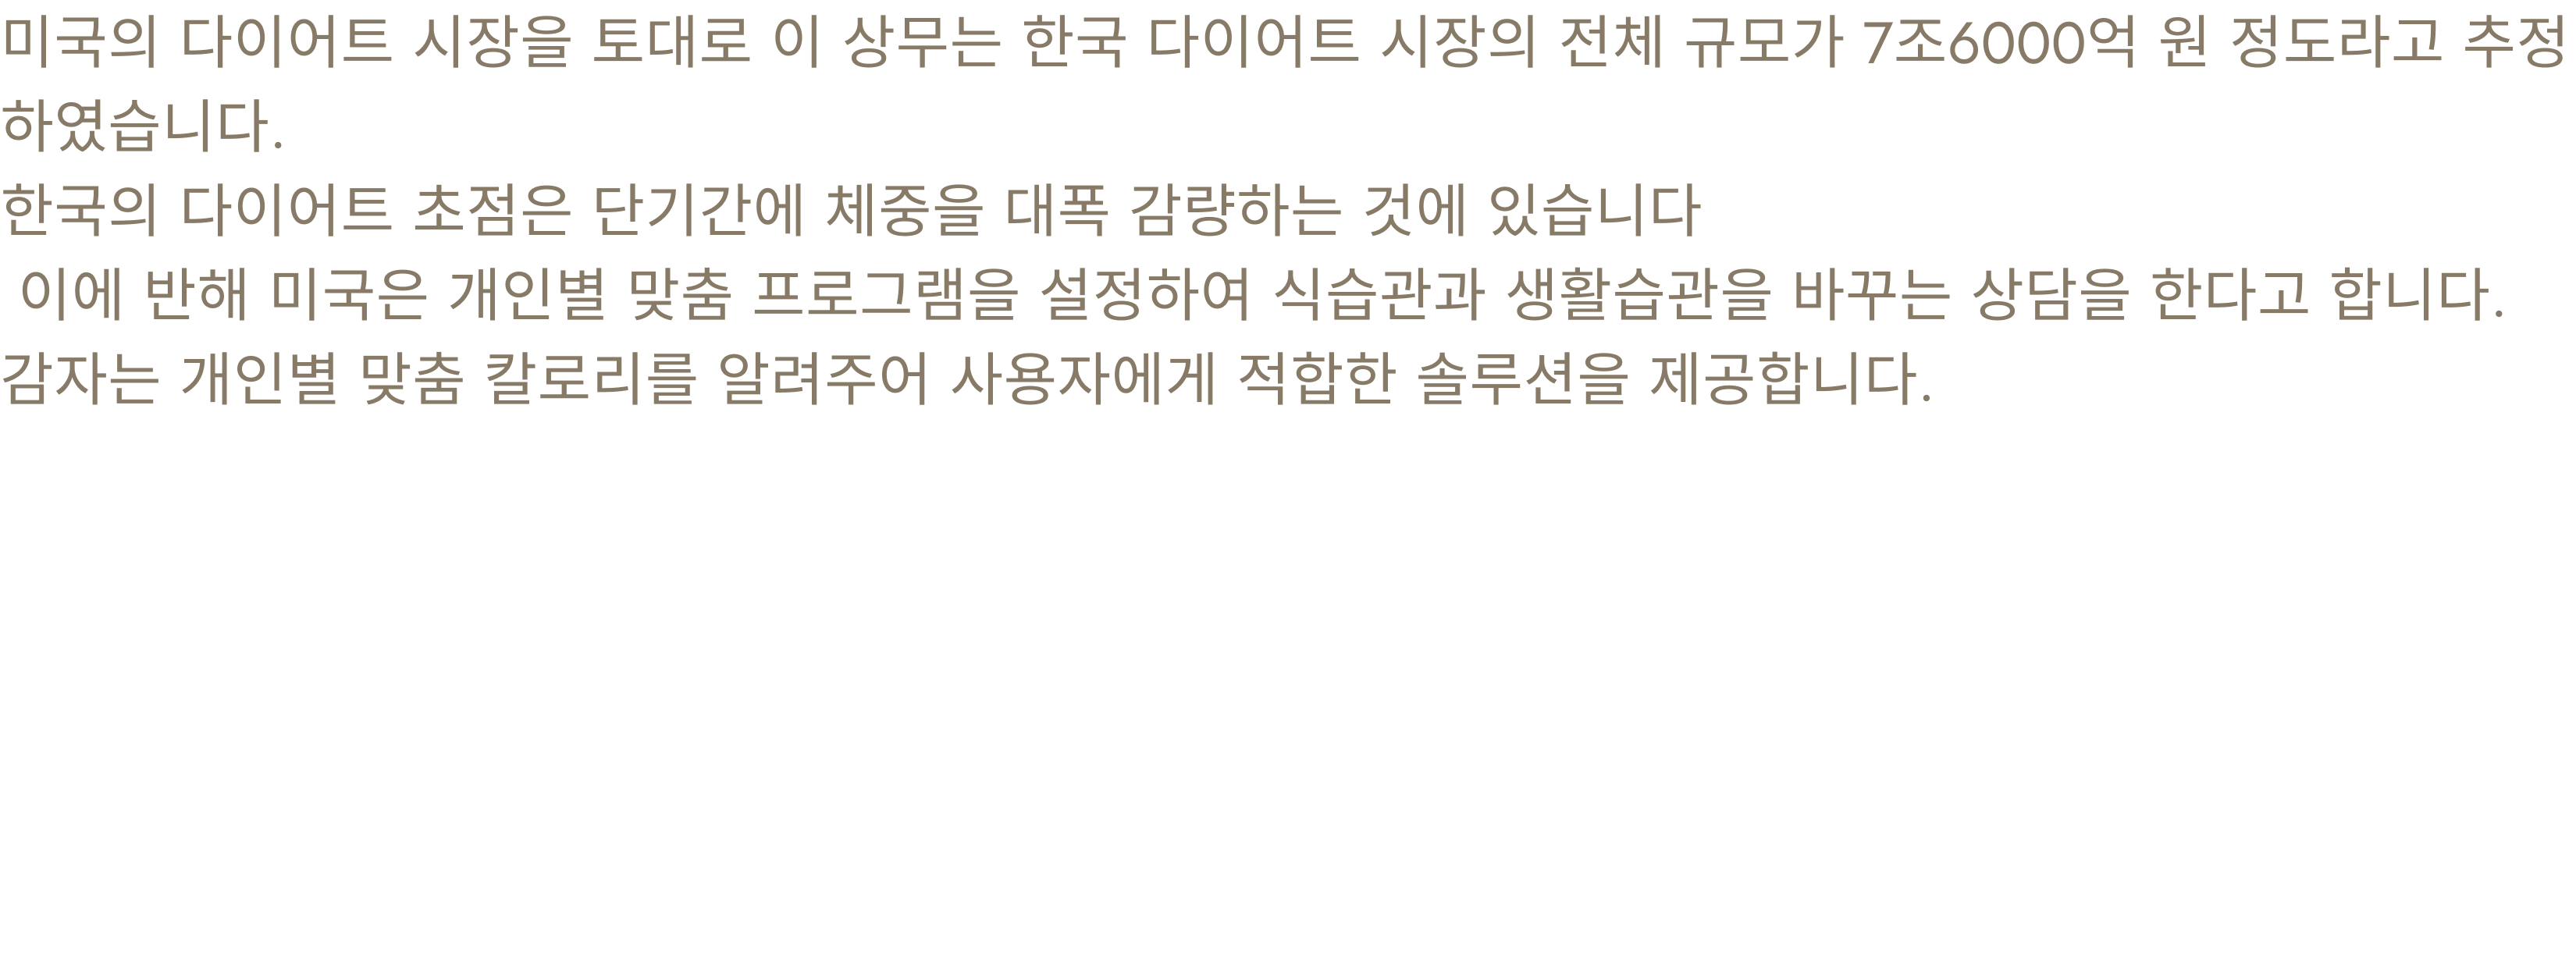 미국의 다이어트 시장을 토대로 이 상무는 한국 다이어트 시장의 전체 규모가 7조6000억 원 정도라고 추정
하였습니다.
한국의 다이어트 초점은 단기간에 체중을 대폭 감량하는 것에 있습니다
이에 반해 미국은 개인별 맞춤 프로그램을 설정하여 식습관과 생활습관을 바꾸는 상담을 한다고 합니다.
감자는 개인별 맞춤 칼로리를 알려주어 사용자에게 적합한 솔루션을 제공합니다.